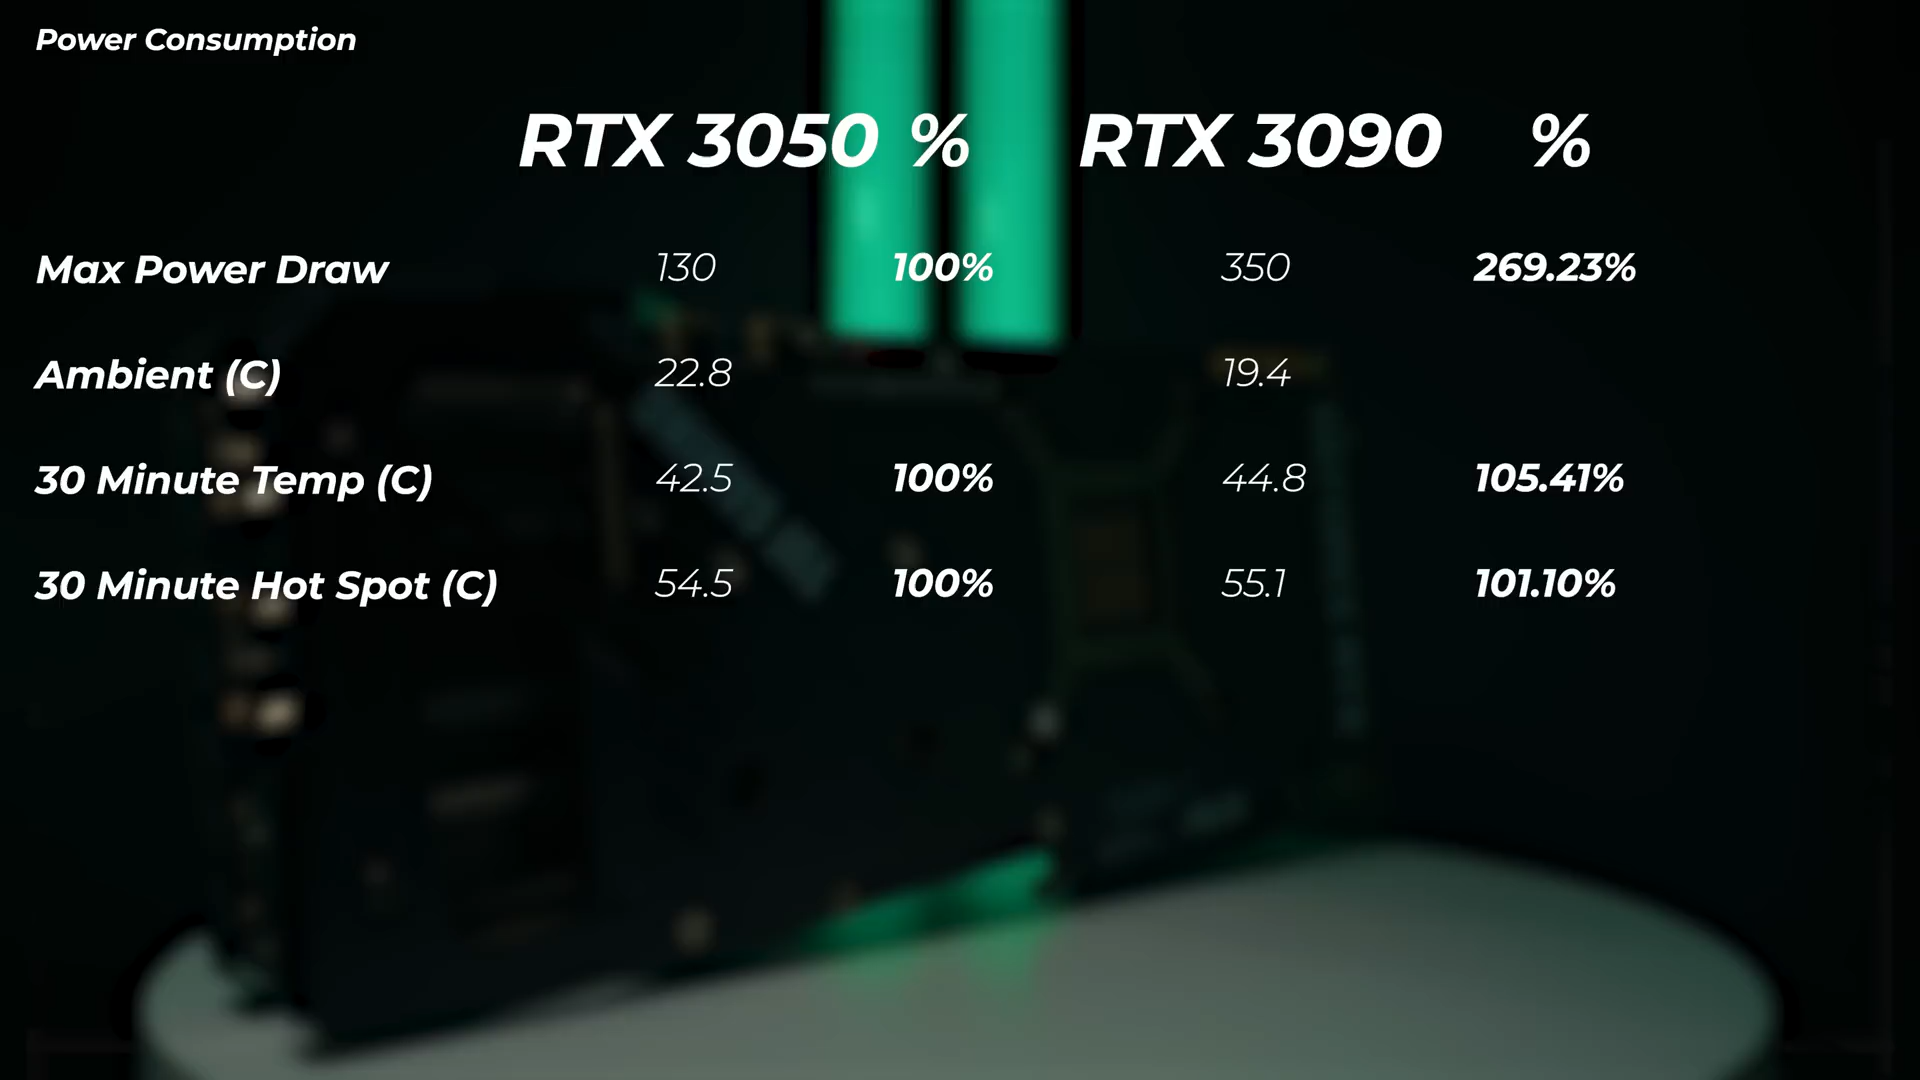 Power Consumption
RTX 3050 % RTX 3090 %
Max Power Draw 130 100% 350 269.23%
Ambient (C) 22.8 19.4
30 Minute Temp (C) 42.5 100% 44.8 105.41%
30 Minute Hot Spot (C) 54.5 100% 55.1 101.10%